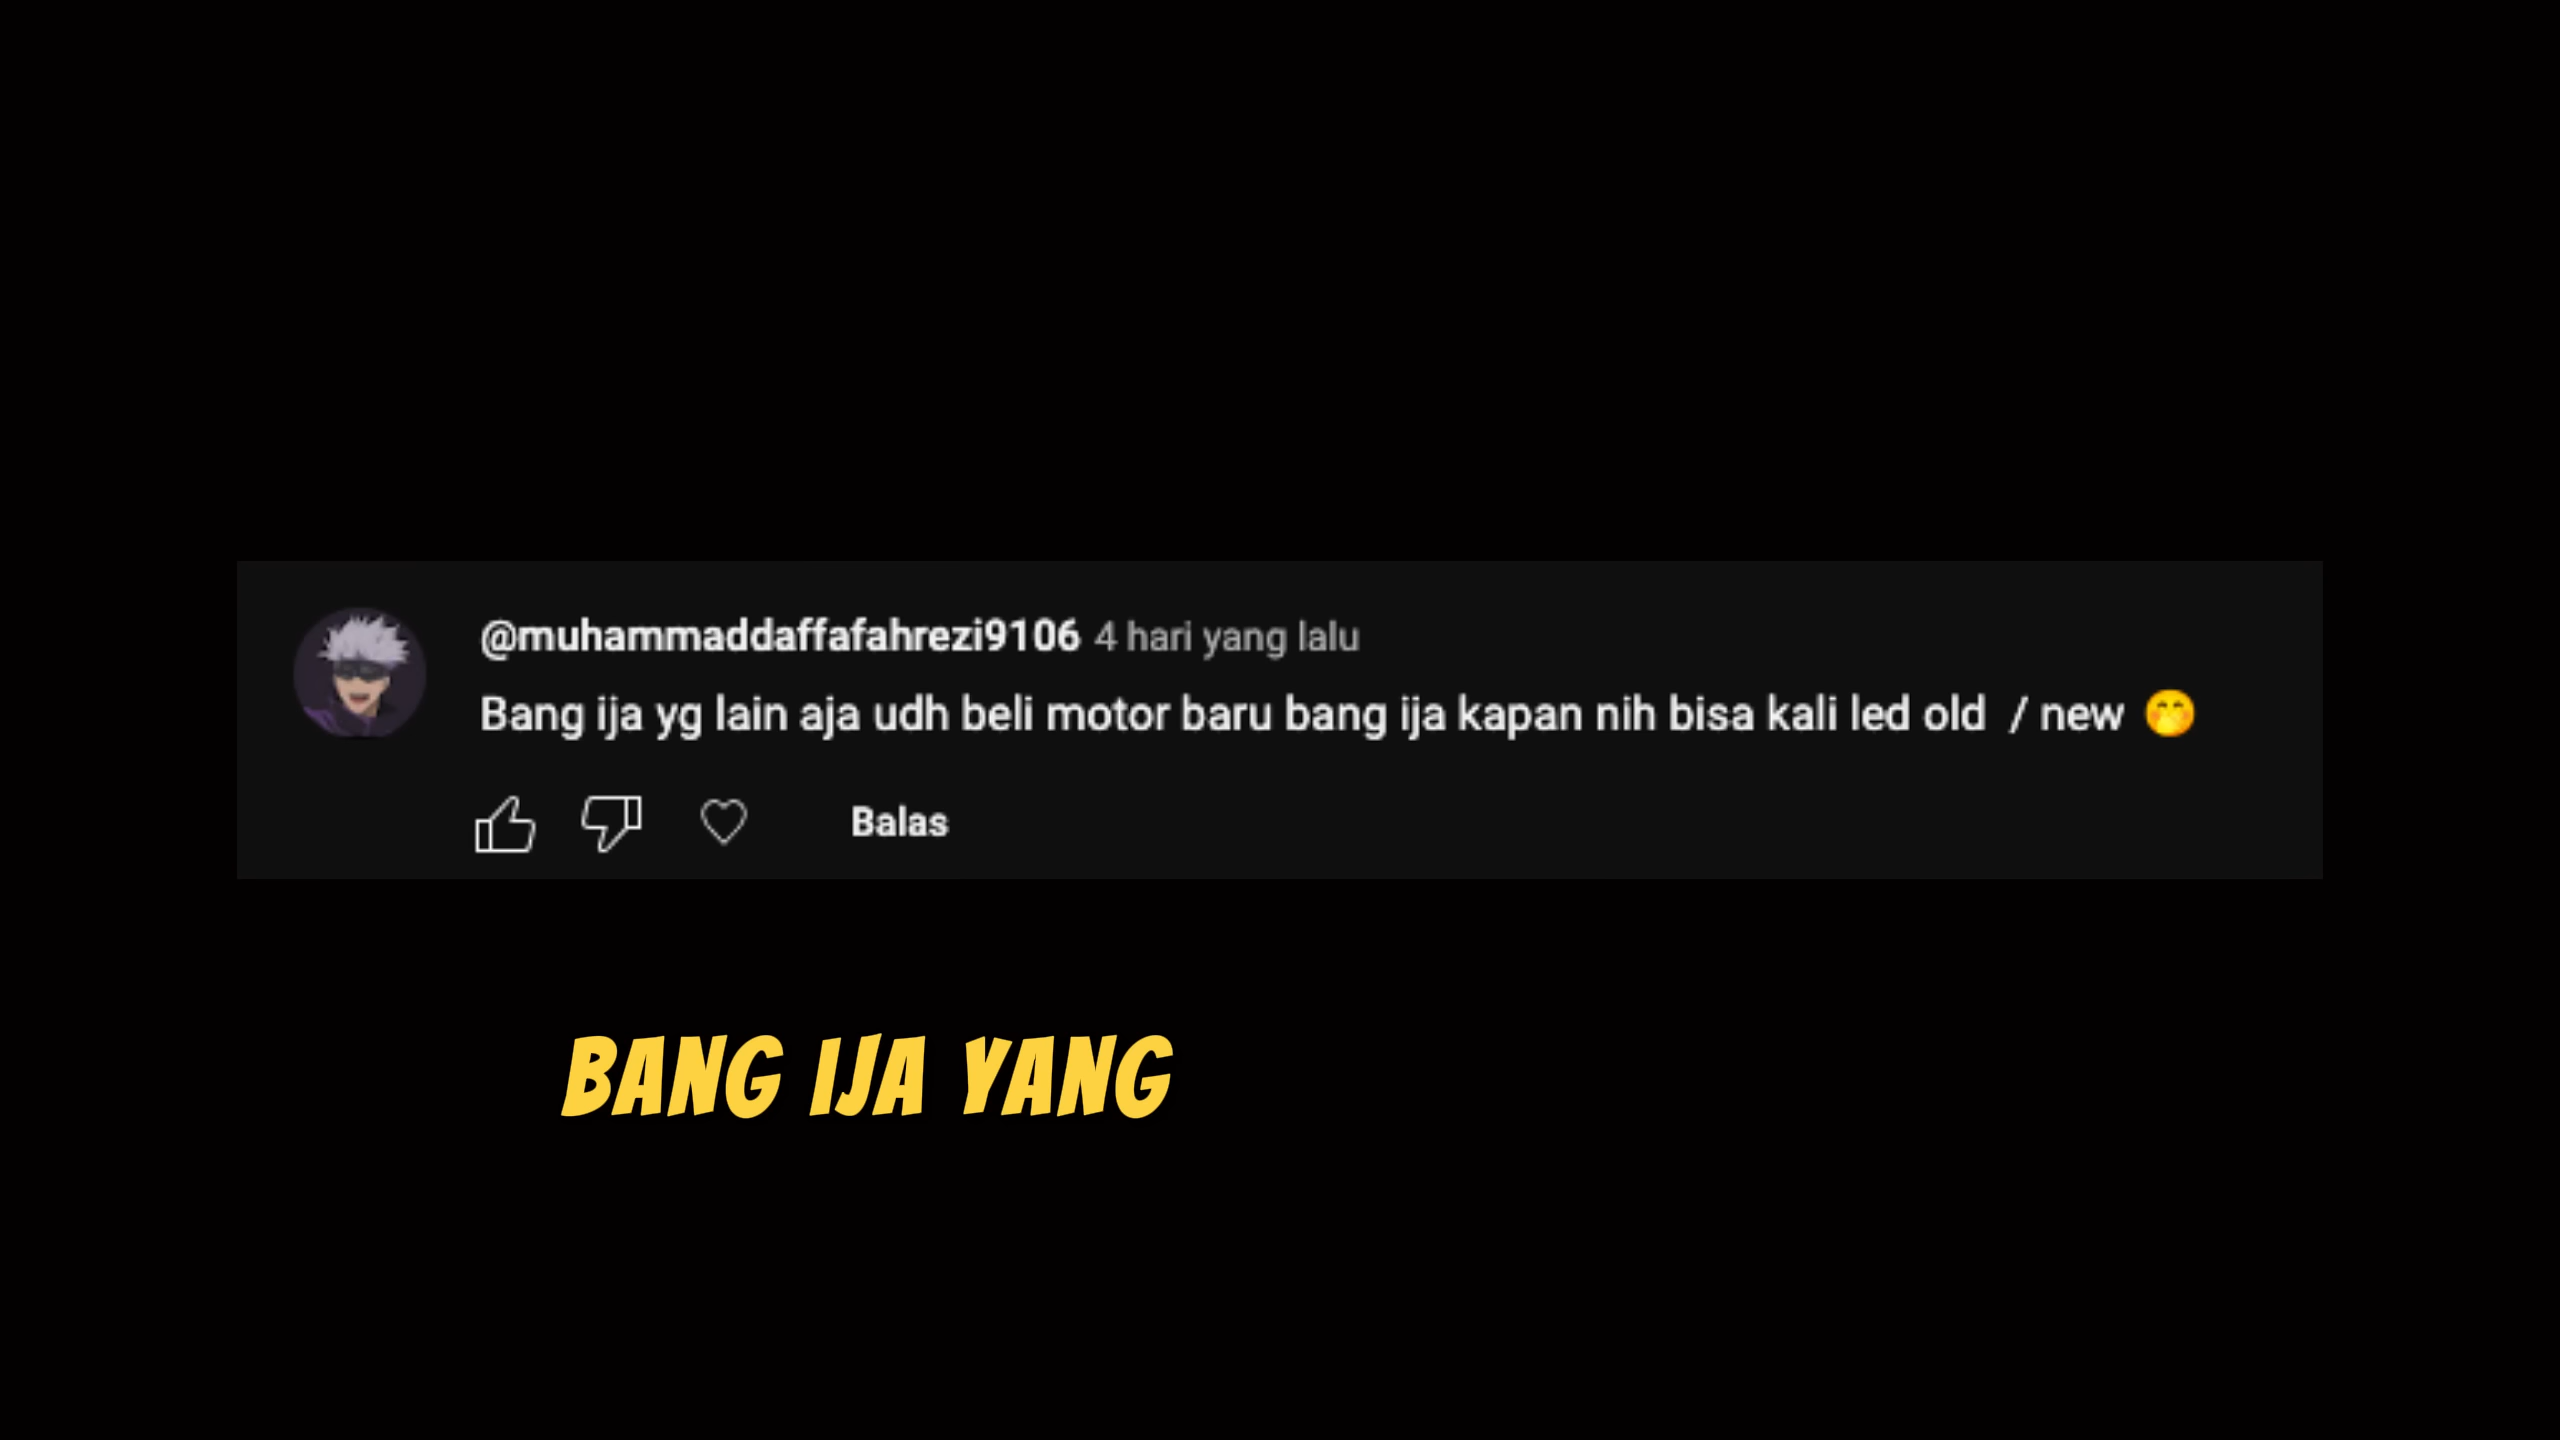 @muhammaddaffafahrezi9106 4 hari yang lalu
Bang ija yg lain aja udh beli motor baru bang ija kapan nih bisa kali led old / new 🤭
Balas
BANG IJA YANG